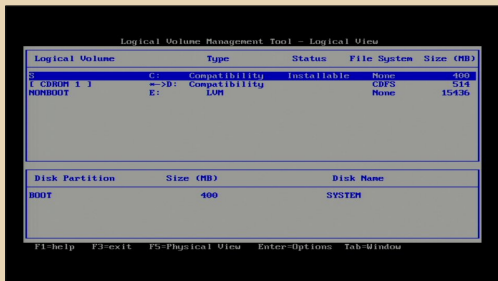 Logical Volume Management Tool - Logical View
Logical Volume Type Status File System Size (MB)
S C: Compatibility Installable None 400
[ CDROM 1 ] *->D: Compatibility CDFS 514
NONBOOT E: LVM None 15436
Disk Partition Size (MB) Disk Name
BOOT 400 SYSTEM
F1=help F3=exit F5=Physical View Enter=Options Tab=Window